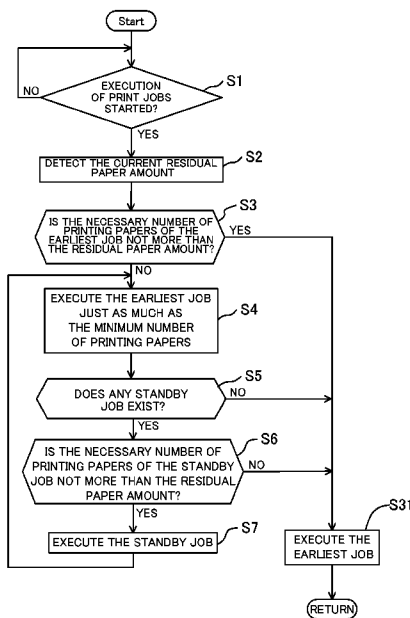 Start
S1
EXECUTION
OF PRINT JOBS
STARTED?
NO
YES
S2
DETECT THE CURRENT RESIDUAL
PAPER AMOUNT
S3
IS THE NECESSARY NUMBER OF
PRINTING PAPERS OF THE
EARLIEST JOB NOT MORE THAN
THE RESIDUAL PAPER AMOUNT?
YES
NO
EXECUTE THE EARLIEST JOB
JUST AS MUCH AS
THE MINIMUM NUMBER
OF PRINTING PAPERS
S4
S5
DOES ANY STANDBY
JOB EXIST?
NO
YES
S6
IS THE NECESSARY NUMBER OF
PRINTING PAPERS OF THE STANDBY
JOB NOT MORE THAN THE RESIDUAL
PAPER AMOUNT?
NO
YES
S7
EXECUTE THE STANDBY JOB
S31
EXECUTE THE
EARLIEST JOB
RETURN